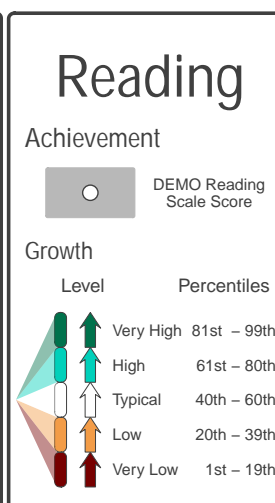 Reading
Achievement
DEMO Reading
Scale Score
Growth
Level Percentiles
Very High 81st – 99th
High 61st – 80th
Typical 40th – 60th
Low 20th – 39th
Very Low 1st – 19th